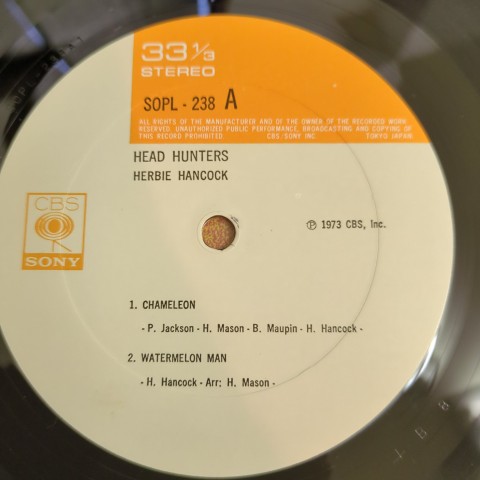 33 1/3
STEREO
SOPL - 238 A
ALL RIGHTS OF THE MANUFACTURER AND OF THE OWNER OF THE RECORDED WORK
RESERVED. UNAUTHORIZED PUBLIC PERFORMANCE, BROADCASTING AND COPYING OF
THIS RECORD PROHIBITED. CBS SONY INC. TOKYO JAPAN
HEAD HUNTERS
HERBIE HANCOCK
CBS
SONY
℗ 1973 CBS, Inc.
1. CHAMELEON
- P. Jackson - H. Mason - B. Maupin - H. Hancock -
2. WATERMELON MAN
- H. Hancock - Arr: H. Mason -